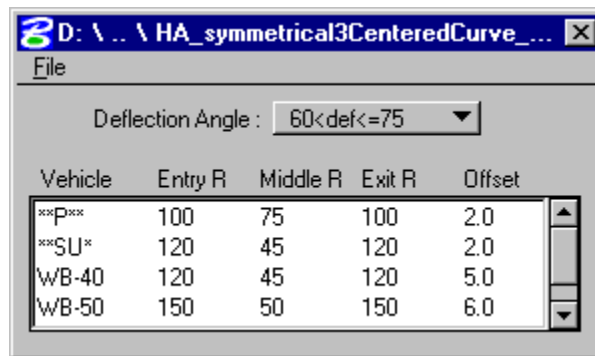 D: \ .. \ HA_symmetrical3CenteredCurve_...
File
Deflection Angle : 60<def<=75
Vehicle Entry R Middle R Exit R Offset
**P** 100 75 100 2.0
**SU* 120 45 120 2.0
WB-40 120 45 120 5.0
WB-50 150 50 150 6.0